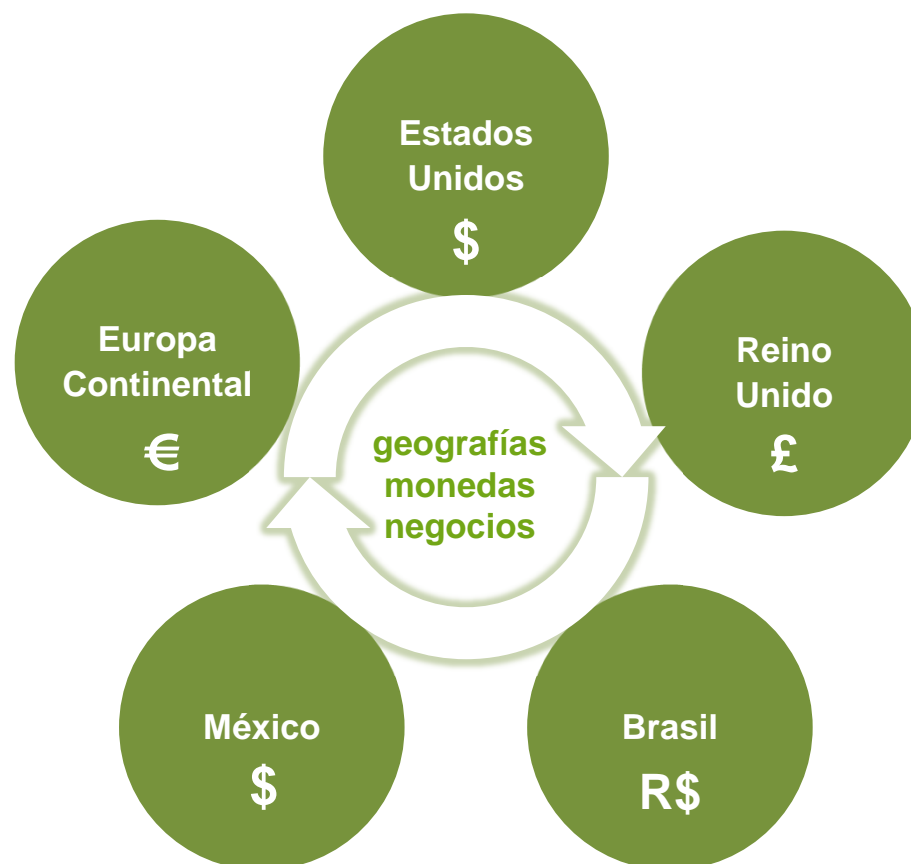 Estados
Unidos
$
Europa
Continental
€
Reino
Unido
£
geografías
monedas
negocios
México
$
Brasil
R$